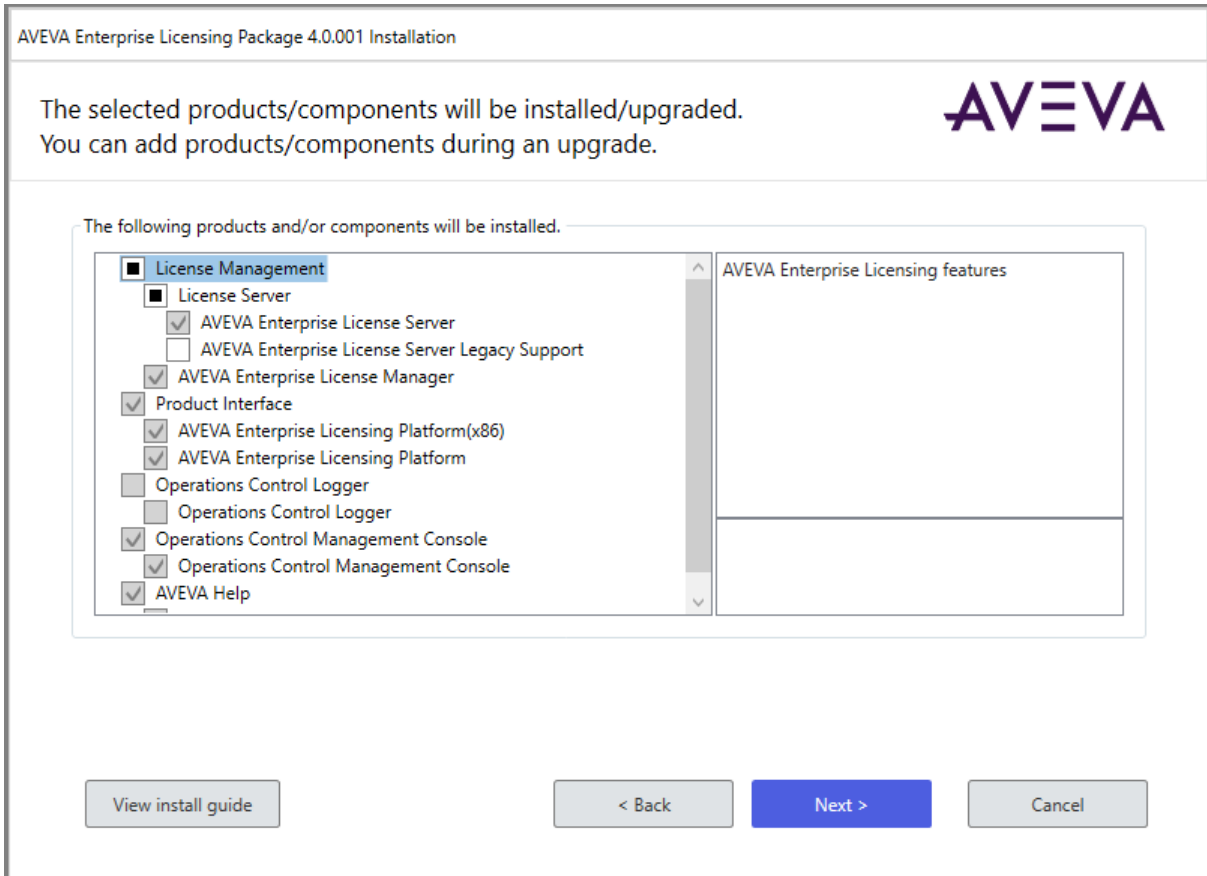 AVEVA Enterprise Licensing Package 4.0.001 Installation
The selected products/components will be installed/upgraded.
You can add products/components during an upgrade.
AVEVA
The following products and/or components will be installed.
License Management
License Server
AVEVA Enterprise License Server
AVEVA Enterprise License Server Legacy Support
AVEVA Enterprise License Manager
Product Interface
AVEVA Enterprise Licensing Platform(x86)
AVEVA Enterprise Licensing Platform
Operations Control Logger
Operations Control Logger
Operations Control Management Console
Operations Control Management Console
AVEVA Help
AVEVA Enterprise Licensing features
View install guide
< Back
Next >
Cancel